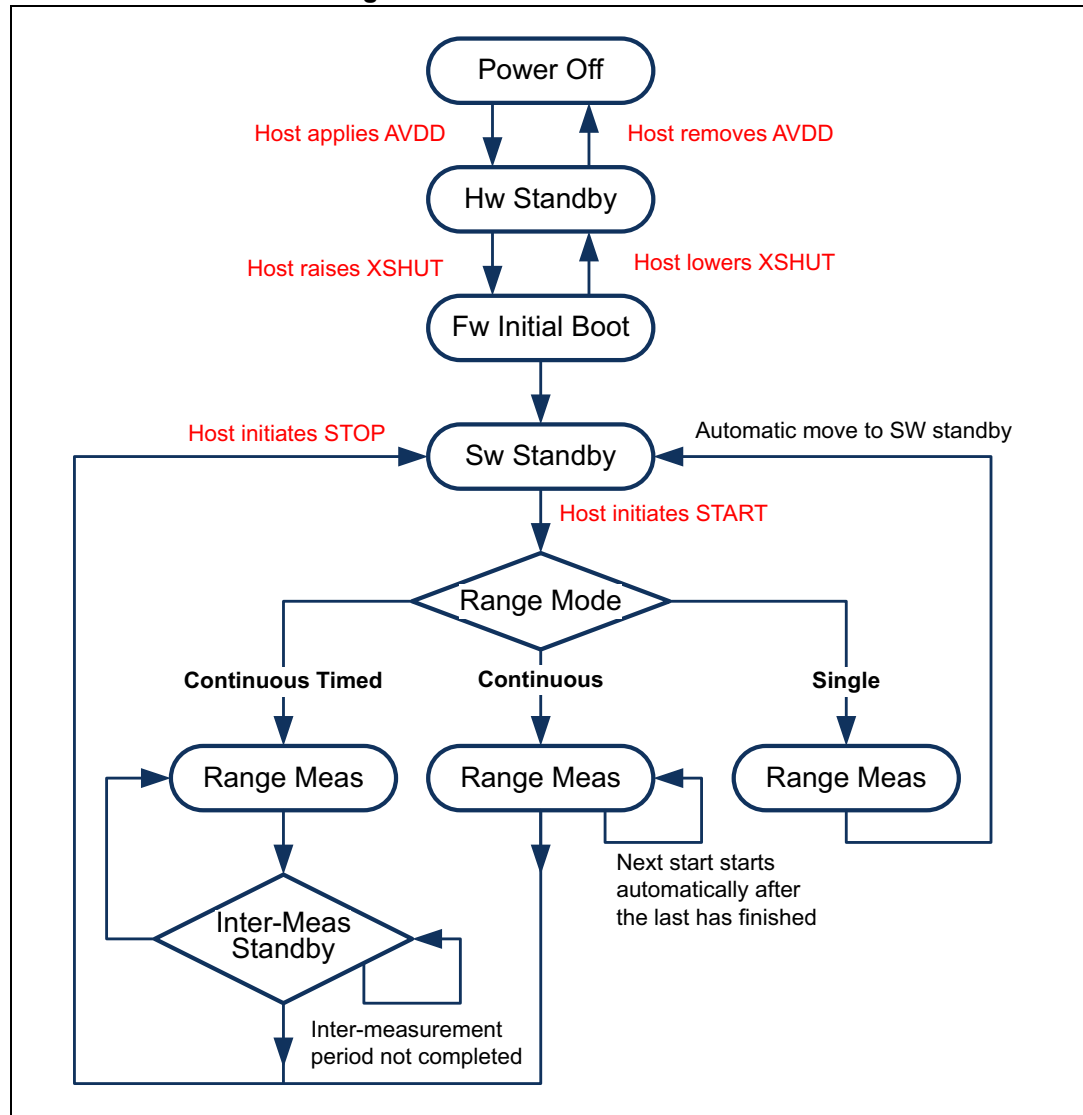 Power Off
Host applies AVDD
Host removes AVDD
Hw Standby
Host raises XSHUT
Host lowers XSHUT
Fw Initial Boot
Host initiates STOP
Automatic move to SW standby
Sw Standby
Host initiates START
Range Mode
Continuous Timed
Continuous
Single
Range Meas
Range Meas
Range Meas
Next start starts
automatically after
the last has finished
Inter-Meas
Standby
Inter-measurement
period not completed